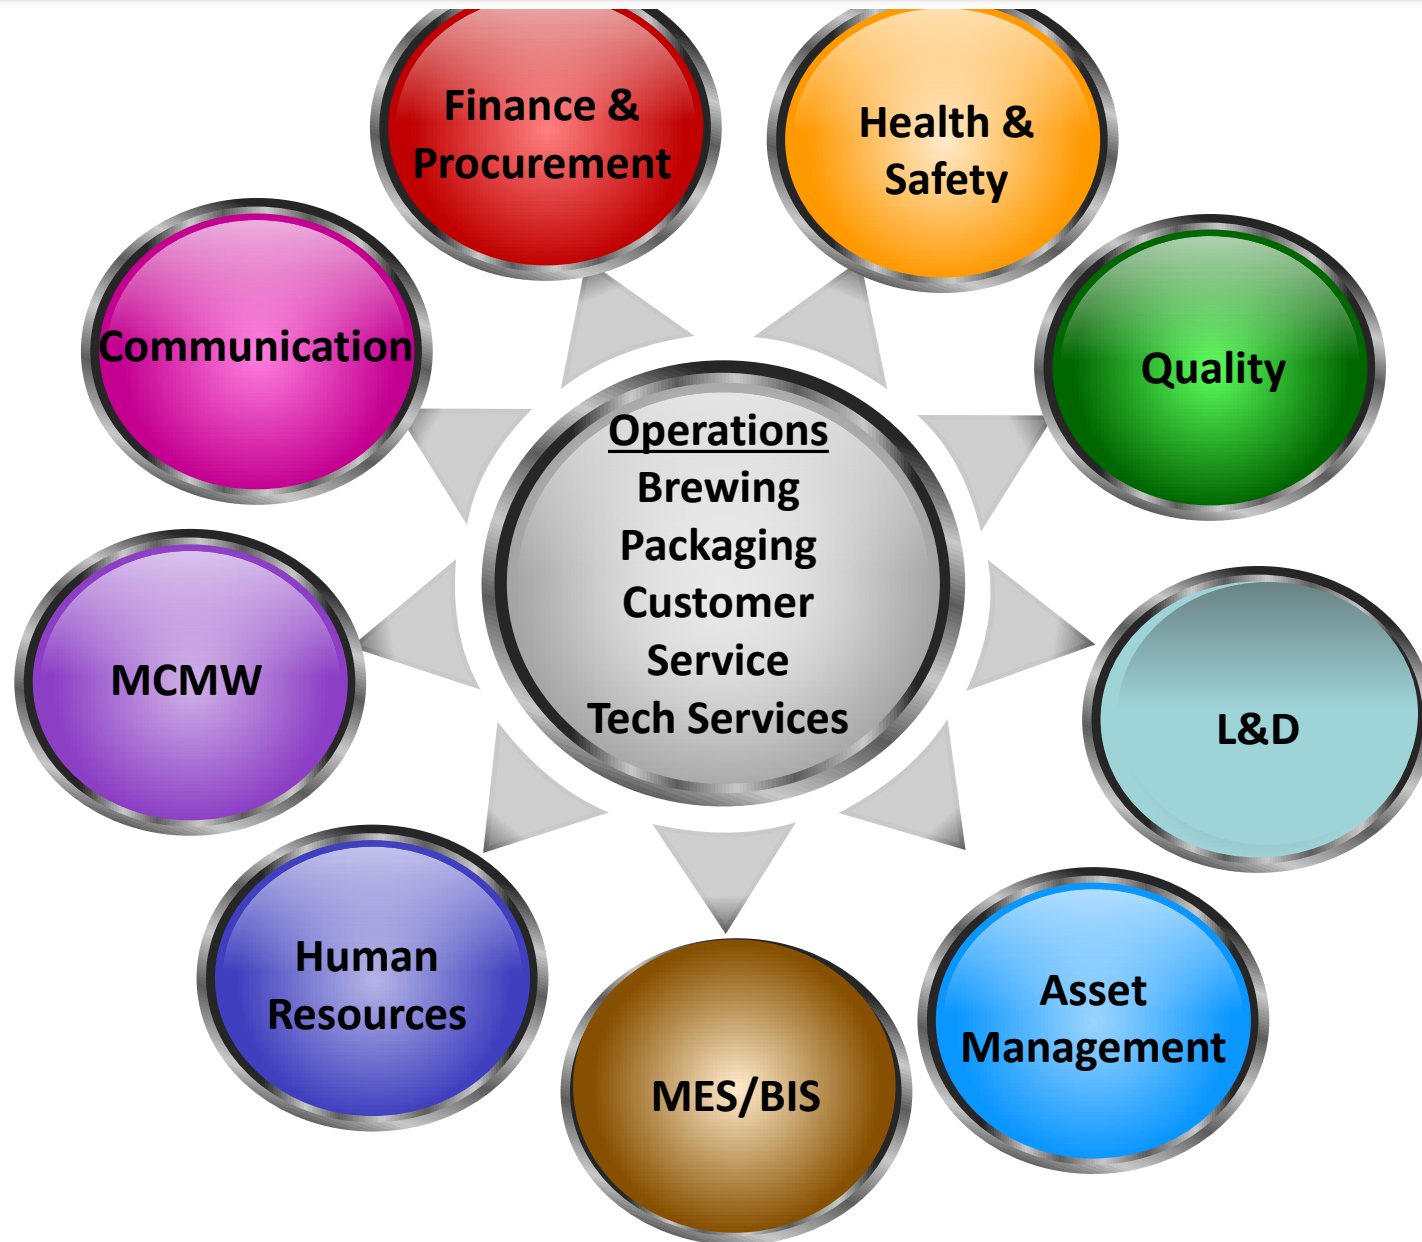 Finance &
Procurement
Health &
Safety
Communication
Quality
Operations
Brewing
Packaging
Customer
Service
Tech Services
MCMW
L&D
Human
Resources
Asset
Management
MES/BIS